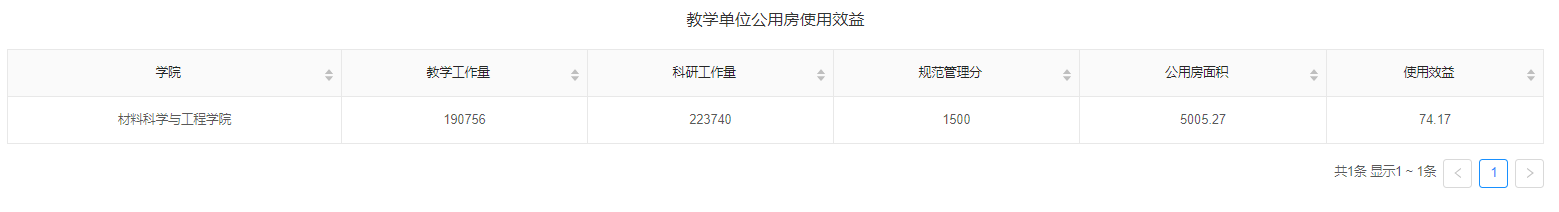 教学单位公用房使用效益
学院 教学工作量 科研工作量 规范管理分 公用房面积 使用效益
材料科学与工程学院 190756 223740 1500 5005.27 74.17
共1条 显示1 ~ 1条 < 1 >